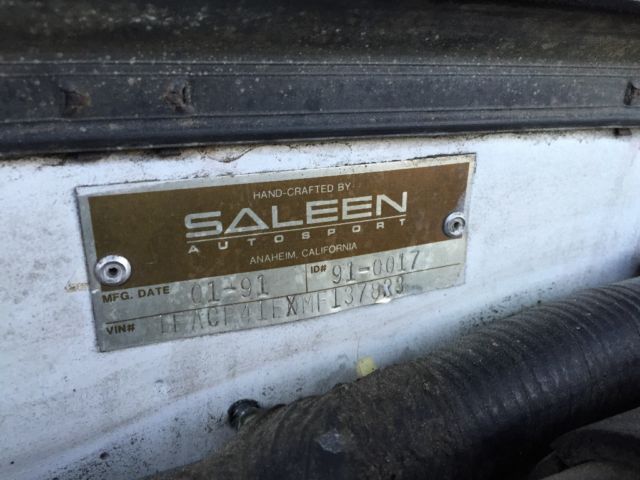 HAND-CRAFTED BY
SALEEN
AUTOSPORT
ANAHEIM, CALIFORNIA
MFG. DATE 01-91 ID# 91-0017
VIN#